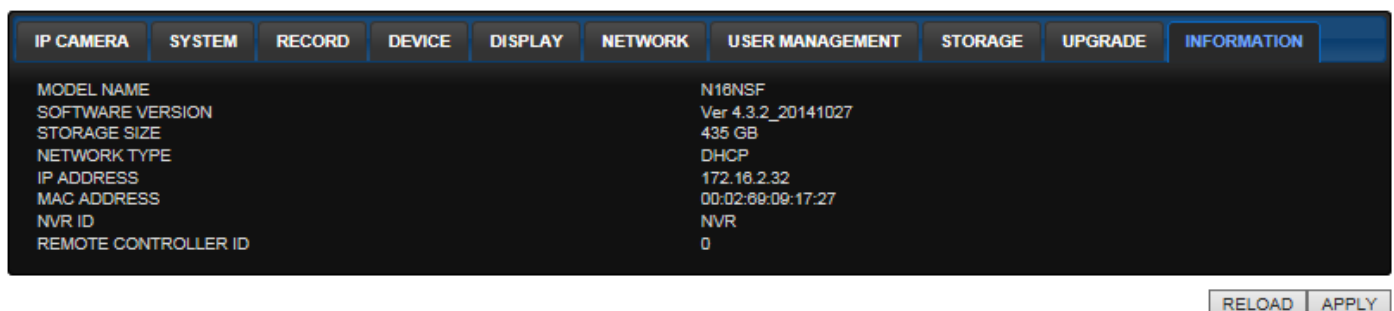 IP CAMERA SYSTEM RECORD DEVICE DISPLAY NETWORK USER MANAGEMENT STORAGE UPGRADE INFORMATION
MODEL NAME N16NSF
SOFTWARE VERSION Ver 4.3.2_20141027
STORAGE SIZE 435 GB
NETWORK TYPE DHCP
IP ADDRESS 172.16.2.32
MAC ADDRESS 00:02:69:09:17:27
NVR ID NVR
REMOTE CONTROLLER ID 0
RELOAD APPLY